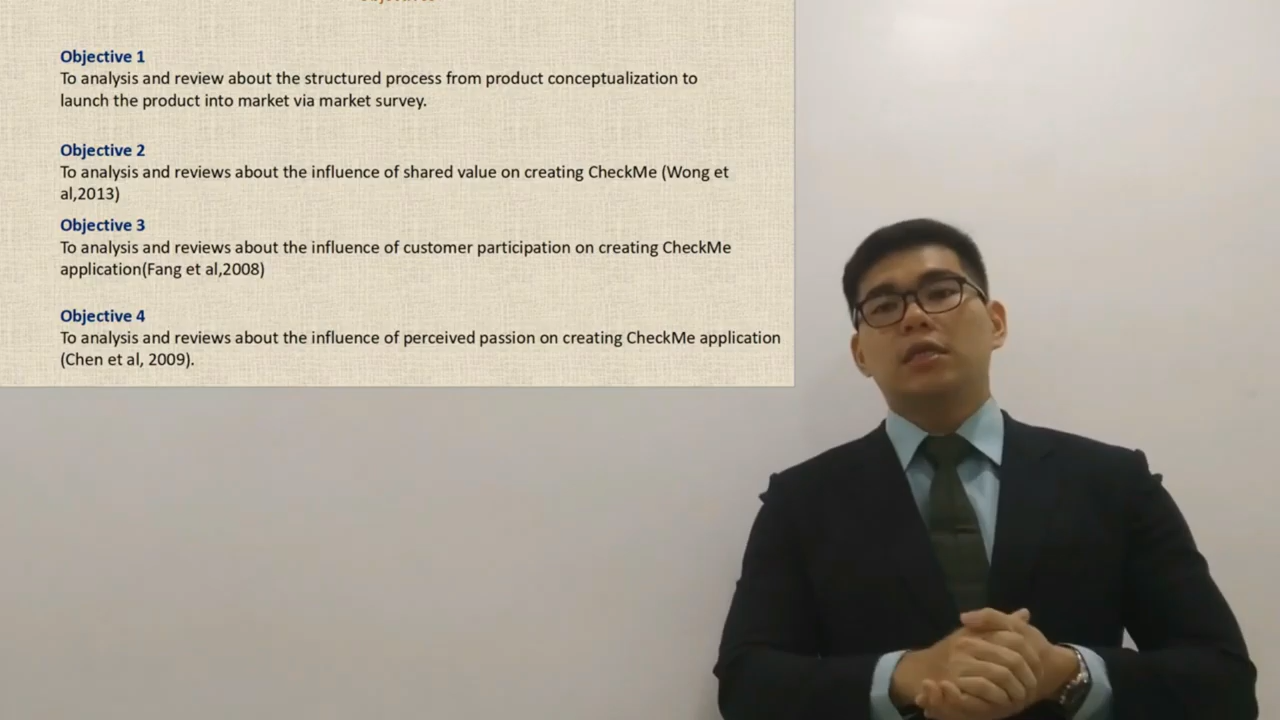 Objective 1
To analysis and review about the structured process from product conceptualization to
launch the product into market via market survey.
Objective 2
To analysis and reviews about the influence of shared value on creating CheckMe (Wong et
al,2013)
Objective 3
To analysis and reviews about the influence of customer participation on creating CheckMe
application(Fang et al,2008)
Objective 4
To analysis and reviews about the influence of perceived passion on creating CheckMe application
(Chen et al, 2009).